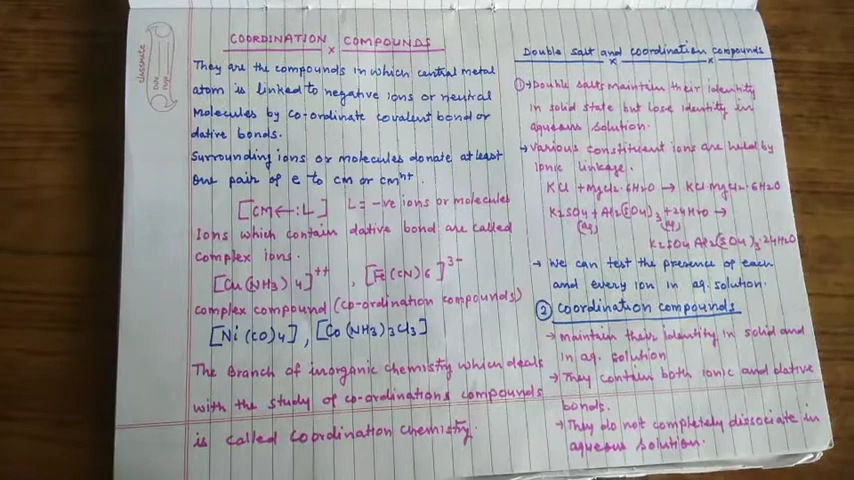 classmate
Date
Page
COORDINATION x COMPOUNDS
They are the compounds in which central metal
atom is linked to negative ions or neutral
molecules by co-ordinate covalent bond or
dative bonds.
Surrounding ions or molecules donate at least
one pair of e to CM or CMⁿ⁺.
[CM←:L] L = -ve ions or molecules
Ions which contain dative bond are called
complex ions.
[Cu(NH3)4]⁺⁺, [Fe(CN)6]³⁻
complex compound (co-ordination compounds)
[Ni(CO)4], [Co(NH3)3Cl3]
The Branch of inorganic chemistry which deals
with the study of co-ordinations compounds
is called Coordination chemistry.
Double salt and coordination compounds
① Double salts maintain their identity
in solid state but lose identity in
aqueous solution.
→ Various constituent ions are held by
ionic linkage.
KCl + MgCl2·6H2O → KCl·MgCl2·6H2O
K2SO4 + Al2(SO4)3 + 24H2O →
(aq) (aq)
K2SO4 Al2(SO4)3·24H2O
→ We can test the presence of each
and every ion in aq. solution.
② Coordination compounds
→ maintain their identity in solid and
in aq. solution
→ They contain both ionic and dative
bonds.
→ They do not completely dissociate in
aqueous solution.